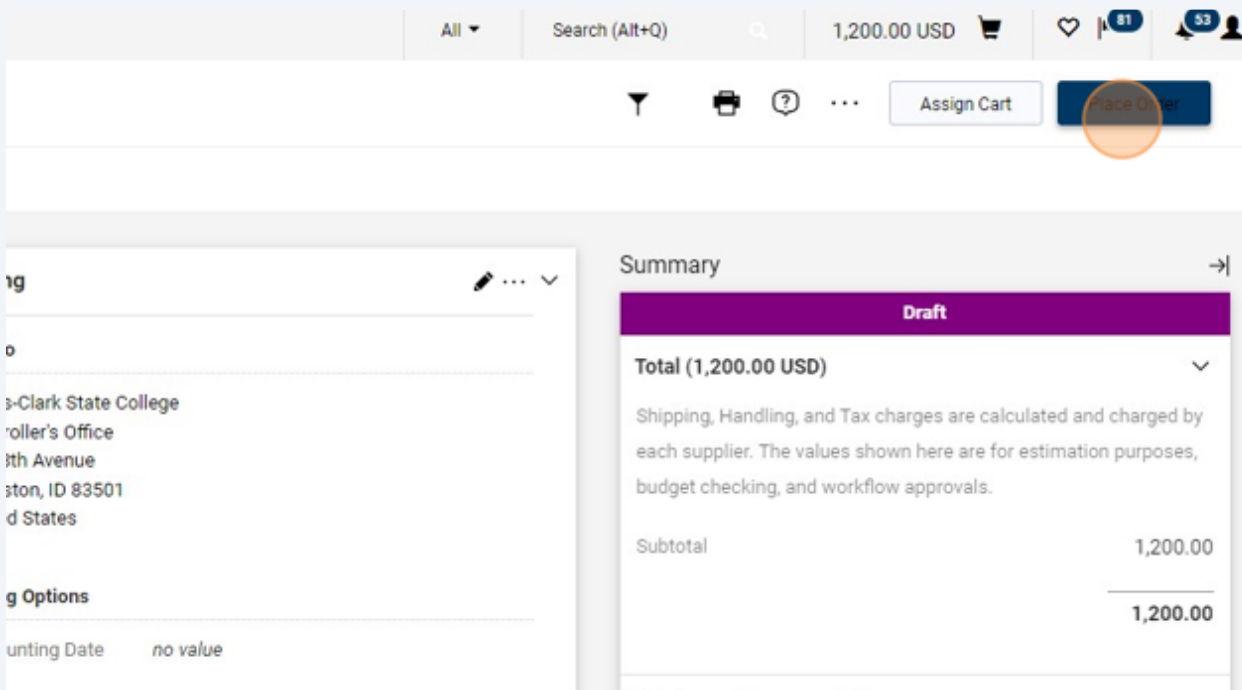 All
Search (Alt+Q)
1,200.00 USD
81
53
?
Assign Cart
Place Order
ng
o
s-Clark State College
roller's Office
8th Avenue
ston, ID 83501
d States
g Options
unting Date no value
Summary
Draft
Total (1,200.00 USD)
Shipping, Handling, and Tax charges are calculated and charged by
each supplier. The values shown here are for estimation purposes,
budget checking, and workflow approvals.
Subtotal 1,200.00
1,200.00